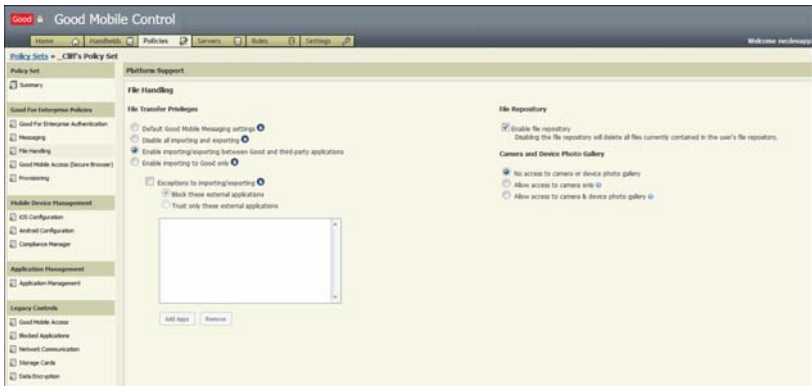 Good Good Mobile Control
Home Handhelds Policies Servers Roles Settings
Welcome
Policy Sets » _Cliff's Policy Set
Policy Set
Summary
Good For Enterprise Policies
Good For Enterprise Authentication
Messaging
File Handling
Good Mobile Access (Secure Browser)
Provisioning
Mobile Device Management
iOS Configuration
Android Configuration
Compliance Manager
Application Management
Application Management
Legacy Controls
Good Mobile Access
Blocked Applications
Network Communication
Storage Cards
Data Encryption
Platform Support
File Handling
File Transfer Privileges
Default Good Mobile Messaging settings
Disable all importing and exporting
Enable importing/exporting between Good and third-party applications
Enable importing to Good only
Exceptions to importing/exporting
Block these external applications
Trust only these external applications
Add Apps Remove
File Repository
Enable file repository
Disabling the file repository will delete all files currently contained in the user's file repository.
Camera and Device Photo Gallery
No access to camera or device photo gallery
Allow access to camera only
Allow access to camera & device photo gallery